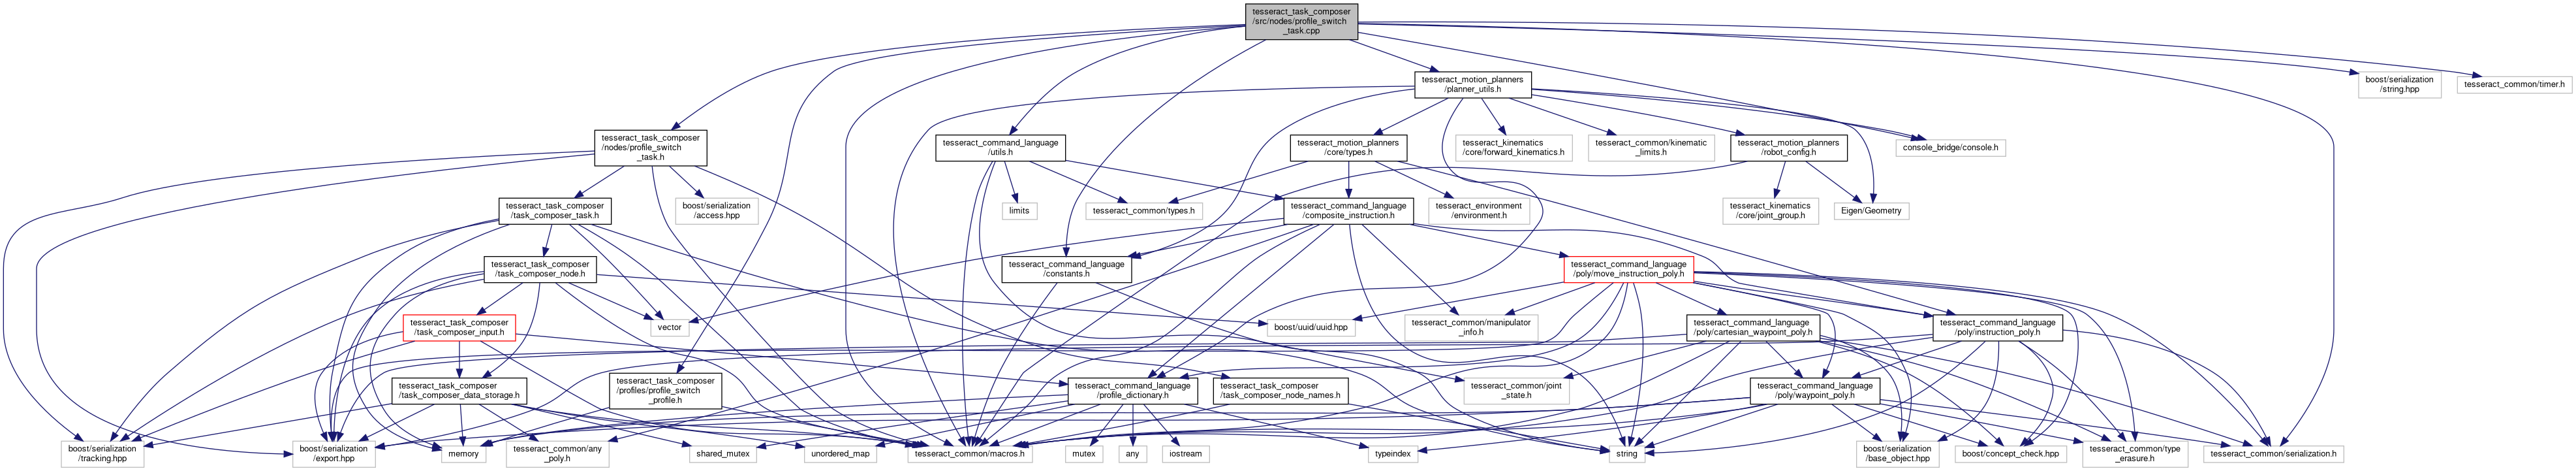 tesseract_task_composer
/src/nodes/profile_switch
_task.cpp
tesseract_motion_planners
/planner_utils.h
boost/serialization
/string.hpp
tesseract_common/timer.h
tesseract_task_composer
/nodes/profile_switch
_task.h
tesseract_command_language
/utils.h
tesseract_motion_planners
/core/types.h
tesseract_kinematics
/core/forward_kinematics.h
tesseract_common/kinematic
_limits.h
tesseract_motion_planners
/robot_config.h
console_bridge/console.h
tesseract_task_composer
/task_composer_task.h
boost/serialization
/access.hpp
limits
tesseract_common/types.h
tesseract_command_language
/composite_instruction.h
tesseract_environment
/environment.h
tesseract_kinematics
/core/joint_group.h
Eigen/Geometry
tesseract_task_composer
/task_composer_node.h
tesseract_command_language
/constants.h
tesseract_command_language
/poly/move_instruction_poly.h
tesseract_task_composer
/task_composer_input.h
vector
boost/uuid/uuid.hpp
tesseract_common/manipulator
_info.h
tesseract_command_language
/poly/cartesian_waypoint_poly.h
tesseract_command_language
/poly/instruction_poly.h
tesseract_task_composer
/task_composer_data_storage.h
tesseract_task_composer
/profiles/profile_switch
_profile.h
tesseract_command_language
/profile_dictionary.h
tesseract_task_composer
/task_composer_node_names.h
tesseract_common/joint
_state.h
tesseract_command_language
/poly/waypoint_poly.h
boost/serialization
/tracking.hpp
boost/serialization
/export.hpp
memory
tesseract_common/any
_poly.h
shared_mutex
unordered_map
tesseract_common/macros.h
mutex
any
iostream
typeindex
string
boost/serialization
/base_object.hpp
boost/concept_check.hpp
tesseract_common/type
_erasure.h
tesseract_common/serialization.h